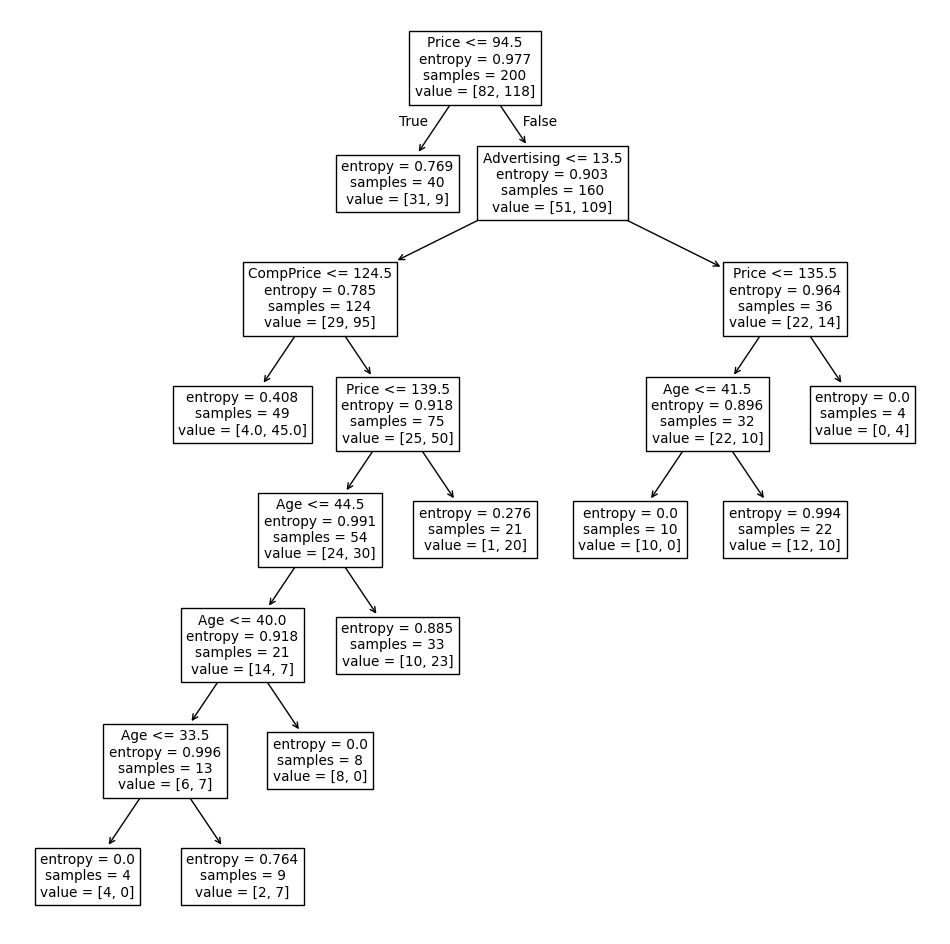 Price <= 94.5
entropy = 0.977
samples = 200
value = [82, 118]
True
False
entropy = 0.769
samples = 40
value = [31, 9]
Advertising <= 13.5
entropy = 0.903
samples = 160
value = [51, 109]
CompPrice <= 124.5
entropy = 0.785
samples = 124
value = [29, 95]
Price <= 135.5
entropy = 0.964
samples = 36
value = [22, 14]
entropy = 0.408
samples = 49
value = [4.0, 45.0]
Price <= 139.5
entropy = 0.918
samples = 75
value = [25, 50]
Age <= 41.5
entropy = 0.896
samples = 32
value = [22, 10]
entropy = 0.0
samples = 4
value = [0, 4]
Age <= 44.5
entropy = 0.991
samples = 54
value = [24, 30]
entropy = 0.276
samples = 21
value = [1, 20]
entropy = 0.0
samples = 10
value = [10, 0]
entropy = 0.994
samples = 22
value = [12, 10]
Age <= 40.0
entropy = 0.918
samples = 21
value = [14, 7]
entropy = 0.885
samples = 33
value = [10, 23]
Age <= 33.5
entropy = 0.996
samples = 13
value = [6, 7]
entropy = 0.0
samples = 8
value = [8, 0]
entropy = 0.0
samples = 4
value = [4, 0]
entropy = 0.764
samples = 9
value = [2, 7]